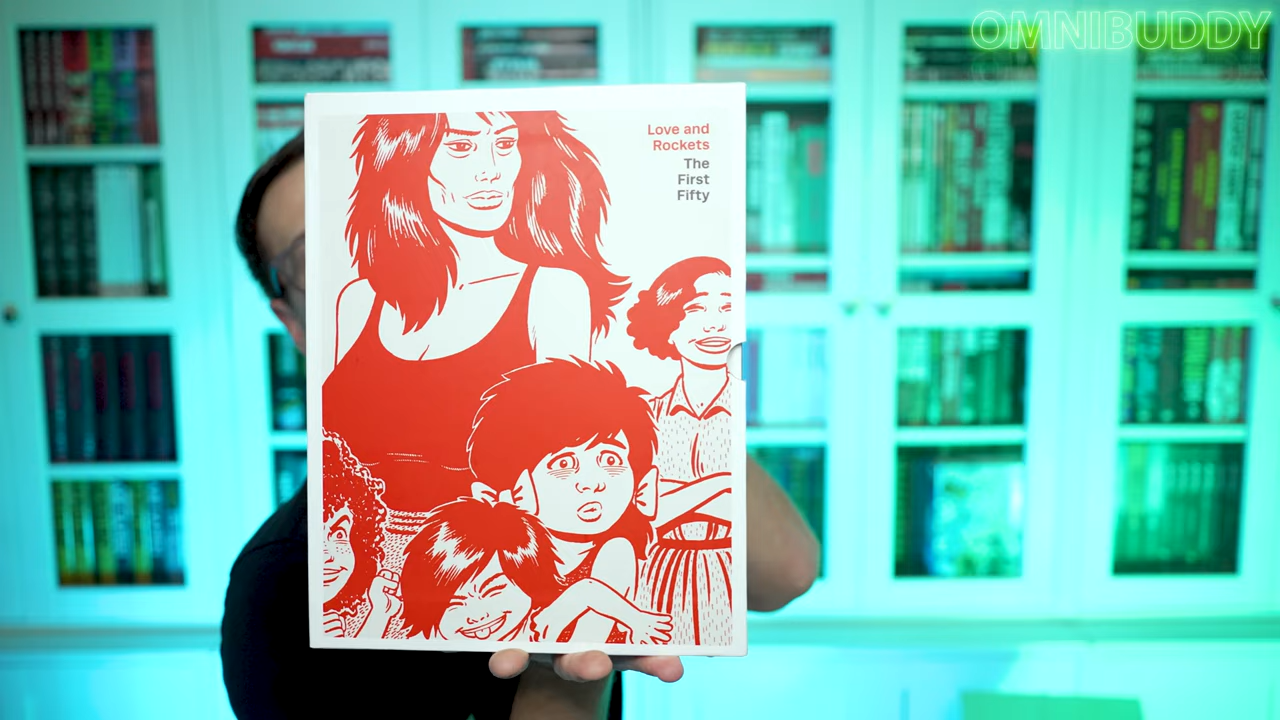 OMNIBUDDY
Love and
Rockets
The
First
Fifty